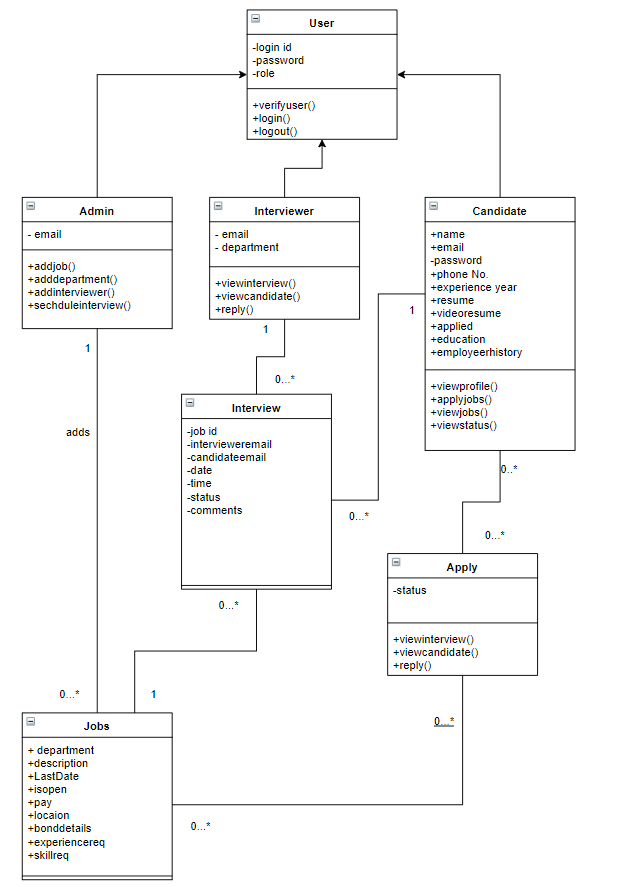 User
-login id
-password
-role
+verifyuser()
+login()
+logout()
Admin
- email
+addjob()
+adddepartment()
+addinterviewer()
+sechduleinterview()
Interviewer
- email
- department
+viewinterview()
+viewcandidate()
+reply()
Candidate
+name
+email
-password
+phone No.
+experience year
+resume
+videoresume
+applied
+education
+employeerhistory
+viewprofile()
+applyjobs()
+viewjobs()
+viewstatus()
1
1
1
0...*
adds
Interview
-job id
-intervieweremail
-candidateemail
-date
-time
-status
-comments
0...*
0..*
0...*
Apply
-status
+viewinterview()
+viewcandidate()
+reply()
0...*
0...*
1
0...*
Jobs
+ department
+description
+LastDate
+isopen
+pay
+locaion
+bonddetails
+experiencereq
+skillreq
0...*